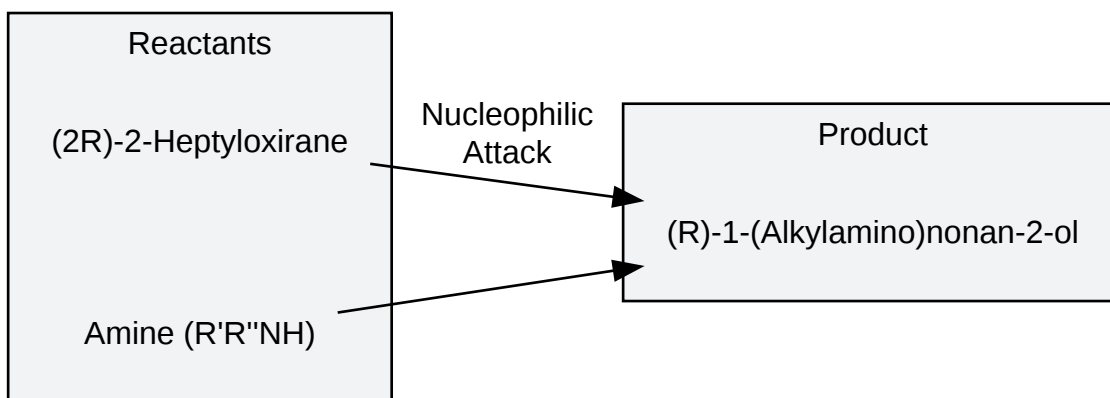 Reactants
(2R)-2-Heptyloxirane
Amine (R'R''NH)
Nucleophilic
Attack
Product
(R)-1-(Alkylamino)nonan-2-ol